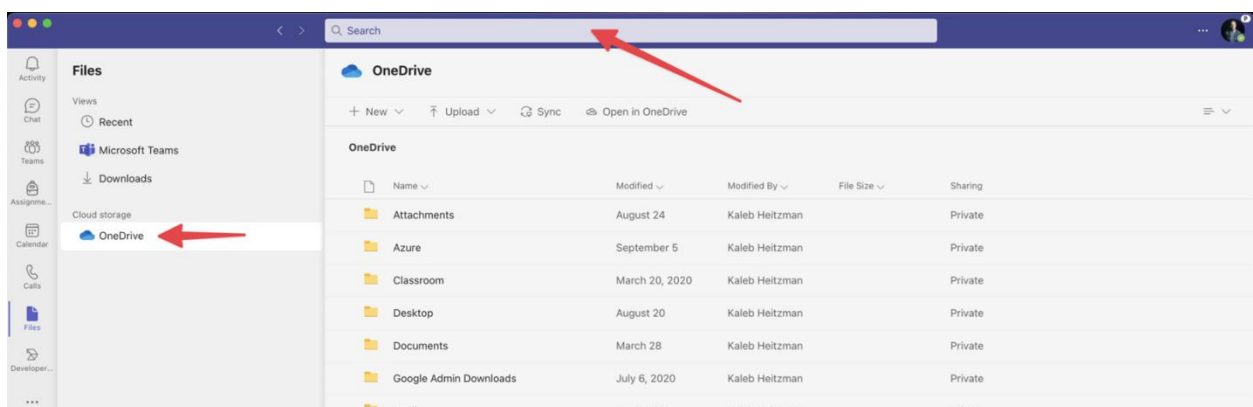 Search
...
P
Activity
Chat
Teams
Assignme...
Calendar
Calls
Files
Developer...
...
Files
Views
Recent
Microsoft Teams
Downloads
Cloud storage
OneDrive
OneDrive
New Upload Sync Open in OneDrive
OneDrive
Name Modified Modified By File Size Sharing
Attachments August 24 Kaleb Heitzman Private
Azure September 5 Kaleb Heitzman Private
Classroom March 20, 2020 Kaleb Heitzman Private
Desktop August 20 Kaleb Heitzman Private
Documents March 28 Kaleb Heitzman Private
Google Admin Downloads July 6, 2020 Kaleb Heitzman Private